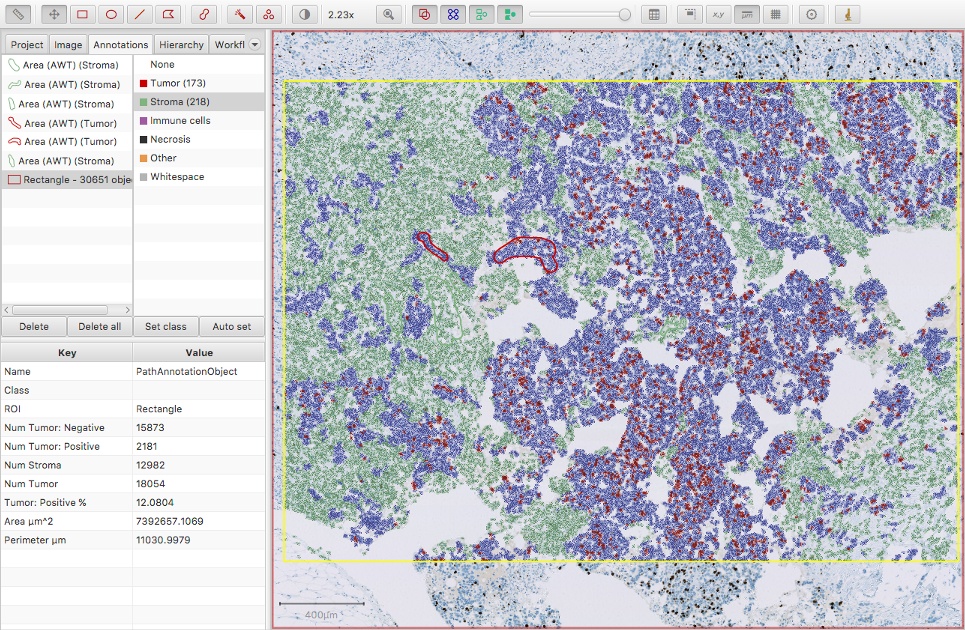 2.23x
x,y
μm
Project Image Annotations Hierarchy Workfl
Area (AWT) (Stroma)
Area (AWT) (Stroma)
Area (AWT) (Stroma)
Area (AWT) (Tumor)
Area (AWT) (Tumor)
Area (AWT) (Stroma)
Rectangle - 30651 obje
None
Tumor (173)
Stroma (218)
Immune cells
Necrosis
Other
Whitespace
Delete Delete all Set class Auto set
Key Value
Name PathAnnotationObject
Class
ROI Rectangle
Num Tumor: Negative 15873
Num Tumor: Positive 2181
Num Stroma 12982
Num Tumor 18054
Tumor: Positive % 12.0804
Area μm^2 7392657.1069
Perimeter μm 11030.9979
400μm